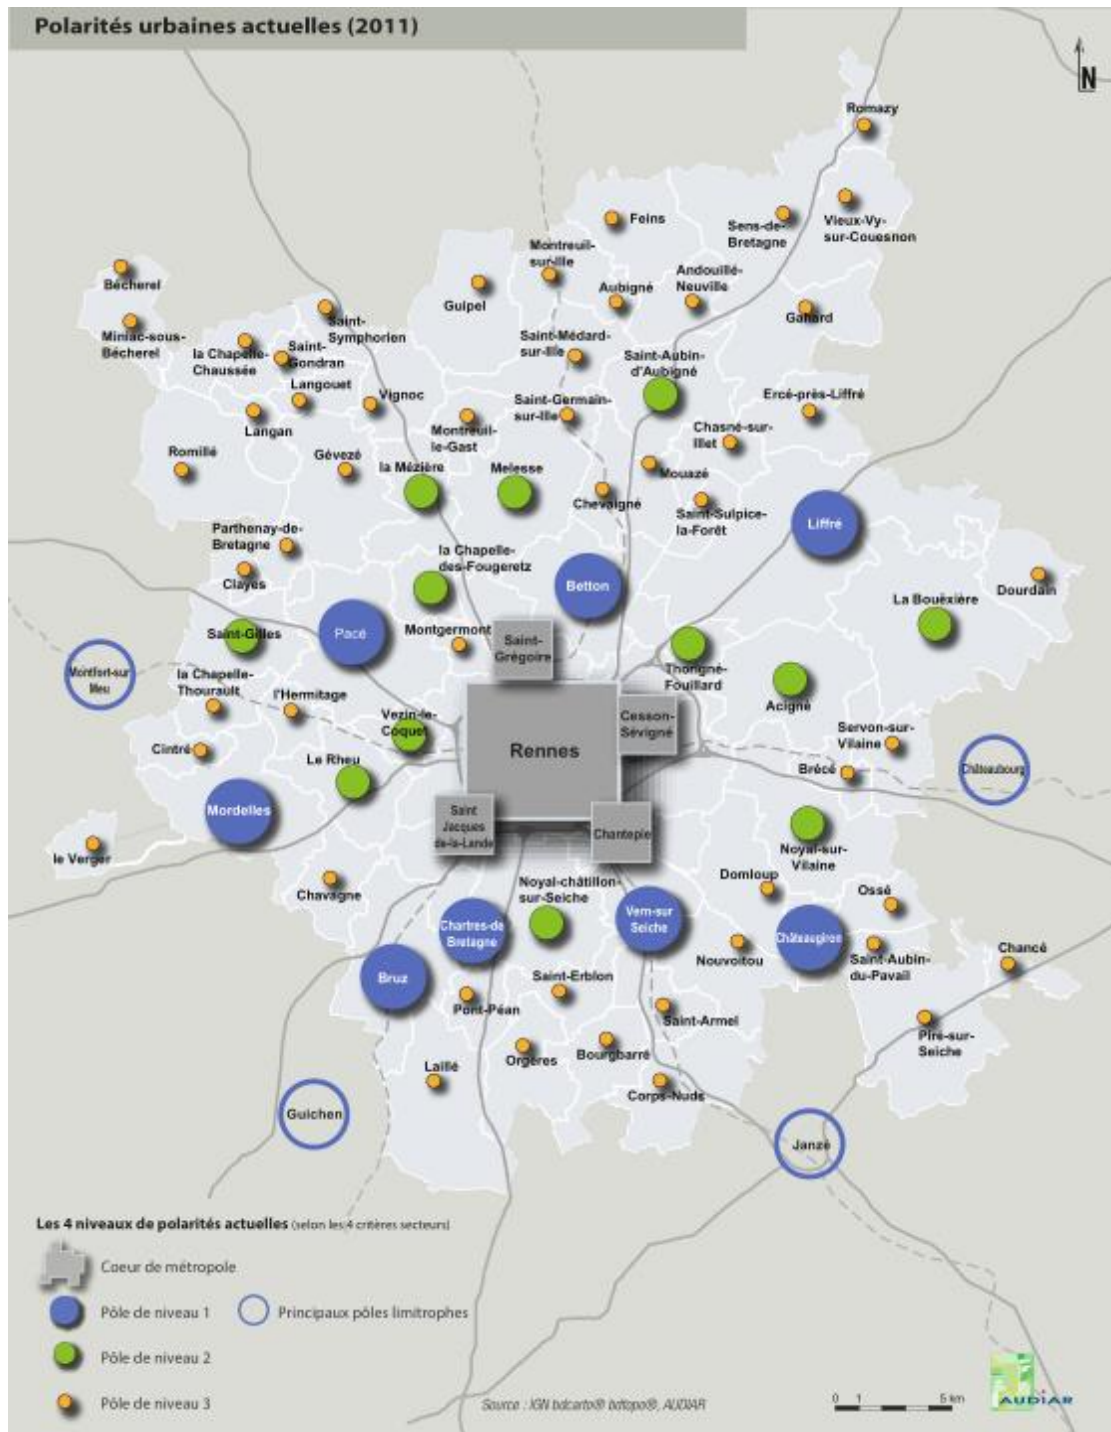 Polarités urbaines actuelles (2011)
N
Romazy
Feins
Sens-de-
Bretagne
Vieux-Vy-
sur-Couesnon
Montreuil-
sur-Ille
Bécherel
Guipel
Aubigné
Andouillé-
Neuville
Gahard
Miniac-sous-
Bécherel
Saint-
Symphorien
la Chapelle-
Chaussée
Saint-
Gondran
Saint-Médard-
sur-Ille
Saint-Aubin-
d'Aubigné
Langouet
Vignoc
Langan
Saint-Germain-
sur-Ille
Ercé-près-Liffré
Montreuil-
le-Gast
Chasné-sur-
Illet
Romillé
Gévezé
la Mézière
Melesse
Mouazé
Chevaigné
Saint-Sulpice-
la-Forêt
Liffré
Parthenay-de-
Bretagne
la Chapelle-
des-Fougeretz
Clayes
Betton
La Bouëxière
Dourdain
Saint-Gilles
Pacé
Montgermont
Saint-
Grégoire
Montfort-sur
Meu
la Chapelle-
Thourault
l'Hermitage
Thorigné-
Fouillard
Acigné
Vezin-le-
Coquet
Cesson-
Sévigné
Servon-sur-
Vilaine
Cintré
Le Rheu
Rennes
Brécé
Châteaubourg
Mordelles
Saint
Jacques
de-la-Lande
Chantepie
le Verger
Noyal-sur-
Vilaine
Chavagne
Noyal-châtillon-
sur-Seiche
Domloup
Ossé
Chartres-de
Bretagne
Vern-sur
Seiche
Châteaugiron
Nouvoitou
Saint-Aubin-
du-Pavail
Chancé
Bruz
Saint-Erblon
Pont-Péan
Saint-Armel
Piré-sur-
Seiche
Laillé
Orgères
Bourgbarré
Corps-Nuds
Guichen
Janzé
Les 4 niveaux de polarités actuelles (selon les 4 critères secteurs)
Coeur de métropole
Pôle de niveau 1
Principaux pôles limitrophes
Pôle de niveau 2
Pôle de niveau 3
Source : IGN bdcarto® bdtopo®, AUDIAR
0 1 5 km
AUDIAR